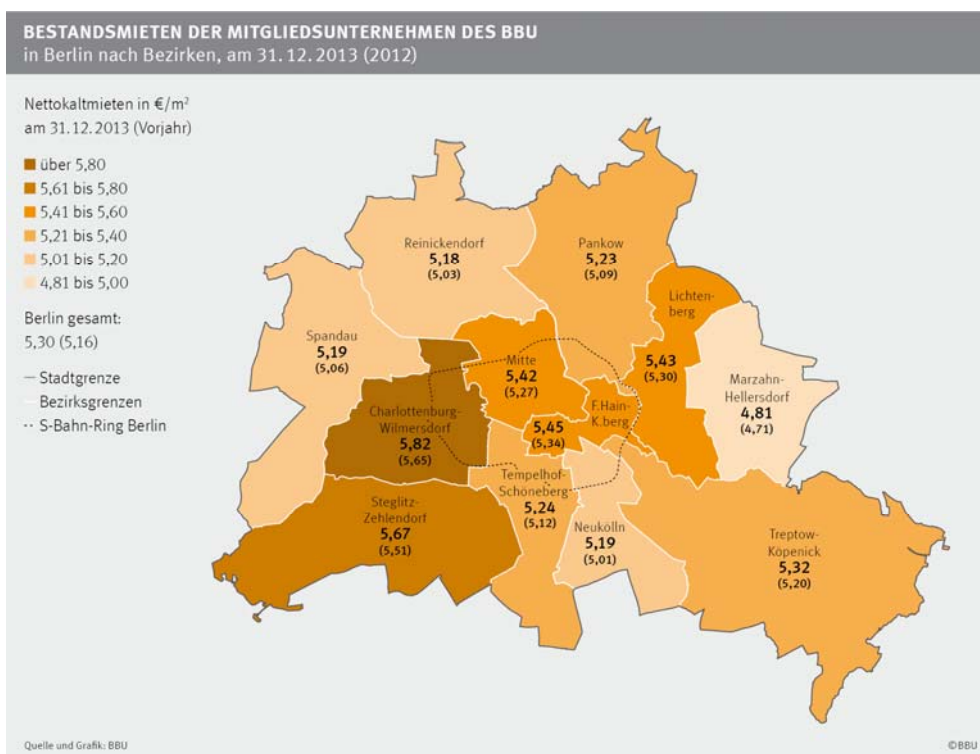 BESTANDSMIETEN DER MITGLIEDSUNTERNEHMEN DES BBU
in Berlin nach Bezirken, am 31.12.2013 (2012)
Nettokaltmieten in €/m²
am 31.12.2013 (Vorjahr)
über 5,80
5,61 bis 5,80
5,41 bis 5,60
5,21 bis 5,40
5,01 bis 5,20
4,81 bis 5,00
Berlin gesamt:
5,30 (5,16)
Stadtgrenze
Bezirksgrenzen
S-Bahn-Ring Berlin
Reinickendorf
5,18
(5,03)
Pankow
5,23
(5,09)
Lichten-
berg
5,43
(5,30)
Spandau
5,19
(5,06)
Mitte
5,42
(5,27)
Marzahn-
Hellersdorf
4,81
(4,71)
Charlottenburg-
Wilmersdorf
5,82
(5,65)
F.Hain-
K.berg
5,45
(5,34)
Tempelhof-
Schöneberg
5,24
(5,12)
Steglitz-
Zehlendorf
5,67
(5,51)
Neukölln
5,19
(5,01)
Treptow-
Köpenick
5,32
(5,20)
Quelle und Grafik: BBU
©BBU